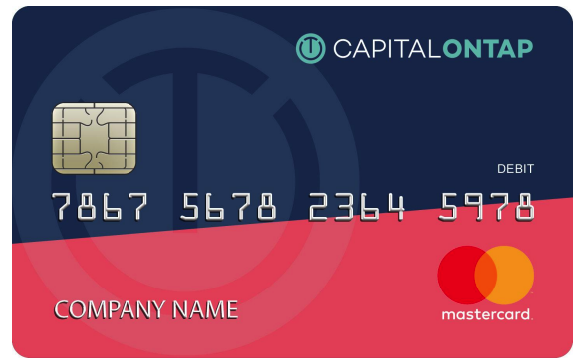 CAPITALONTAP
DEBIT
7867 5678 2364 5978
COMPANY NAME
mastercard.